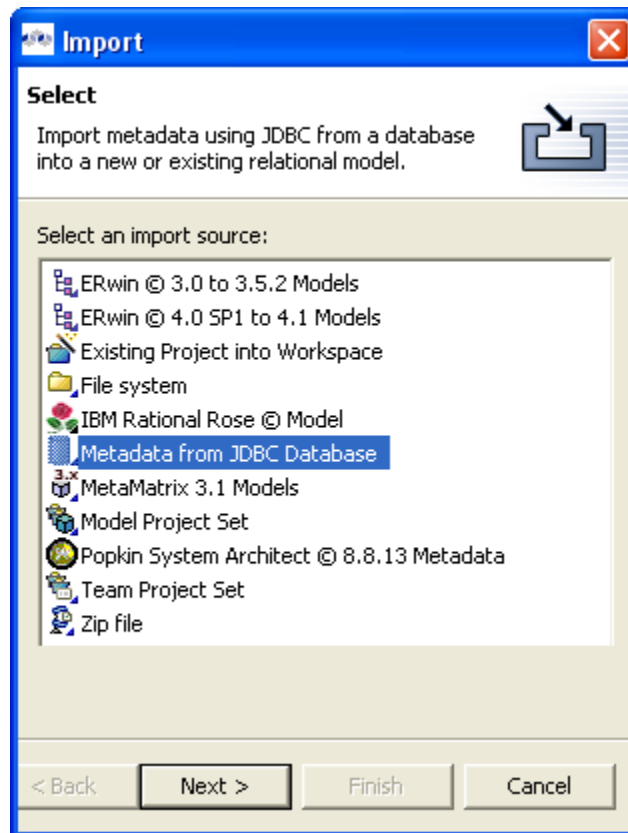 Import
Select
Import metadata using JDBC from a database
into a new or existing relational model.
Select an import source:
ERwin © 3.0 to 3.5.2 Models
ERwin © 4.0 SP1 to 4.1 Models
Existing Project into Workspace
File system
IBM Rational Rose © Model
Metadata from JDBC Database
3.x
MetaMatrix 3.1 Models
Model Project Set
Popkin System Architect © 8.8.13 Metadata
Team Project Set
Zip file
< Back Next > Finish Cancel